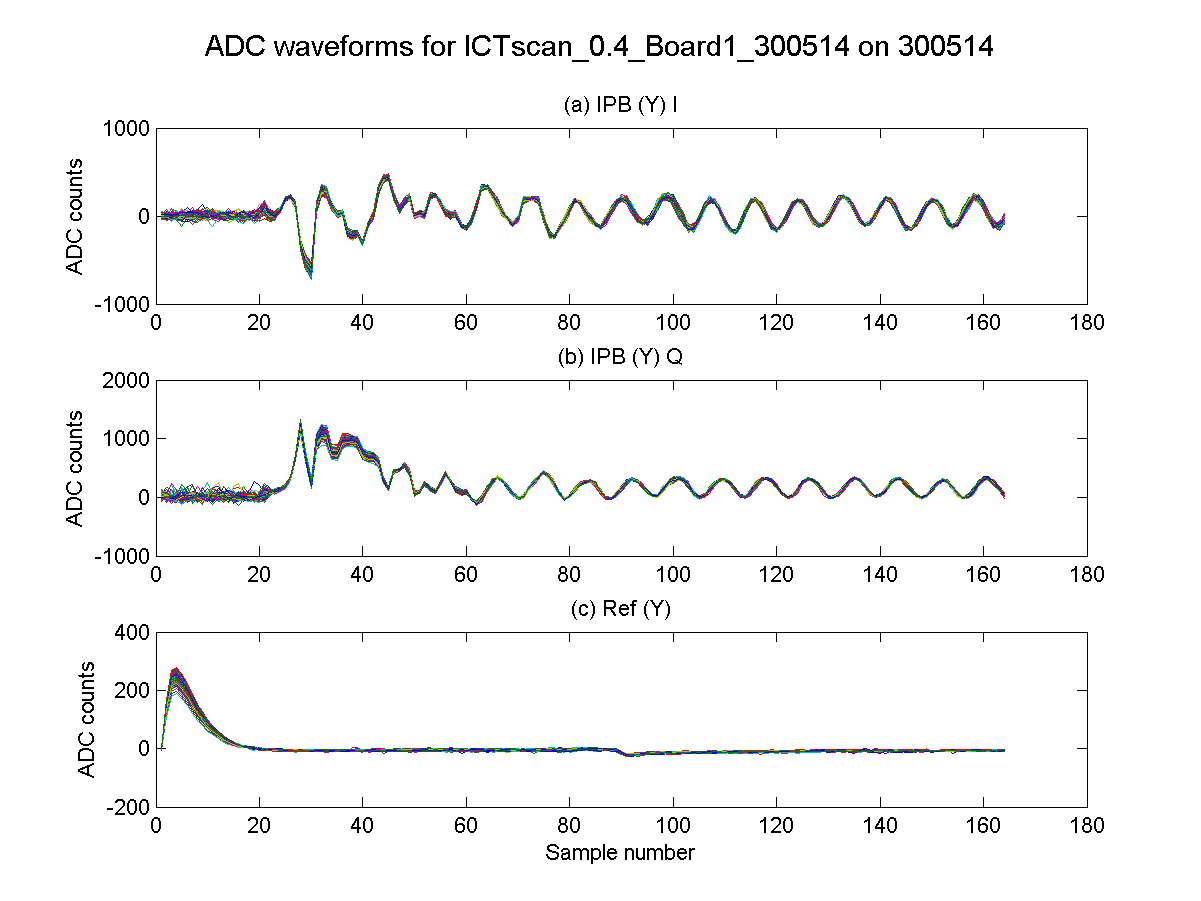 ADC waveforms for ICTscan_0.4_Board1_300514 on 300514
(a) IPB (Y) I
1000
0
-1000
ADC counts
0 20 40 60 80 100 120 140 160 180
(b) IPB (Y) Q
2000
1000
0
-1000
ADC counts
0 20 40 60 80 100 120 140 160 180
(c) Ref (Y)
400
200
0
-200
ADC counts
0 20 40 60 80 100 120 140 160 180
Sample number